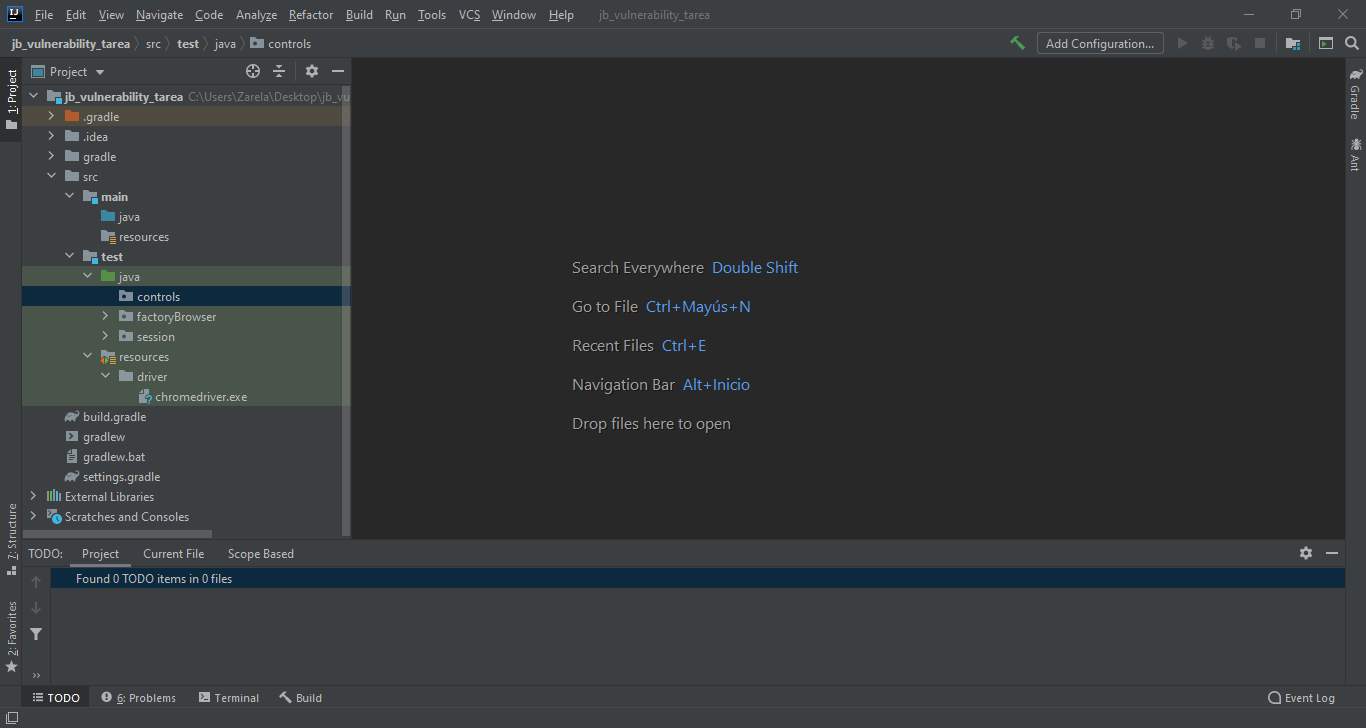 IJ File Edit View Navigate Code Analyze Refactor Build Run Tools VCS Window Help jb_vulnerability_tarea
jb_vulnerability_tarea src test java controls Add Configuration...
1: Project
Project
jb_vulnerability_tarea C:\Users\Zarela\Desktop\jb_vu
.gradle
.idea
gradle
src
main
java
resources
test
java
controls
factoryBrowser
session
resources
driver
chromedriver.exe
build.gradle
gradlew
gradlew.bat
settings.gradle
External Libraries
Scratches and Consoles
Search Everywhere Double Shift
Go to File Ctrl+Mayús+N
Recent Files Ctrl+E
Navigation Bar Alt+Inicio
Drop files here to open
Gradle
Ant
7: Structure
2: Favorites
TODO: Project Current File Scope Based
Found 0 TODO items in 0 files
TODO 6: Problems Terminal Build Event Log